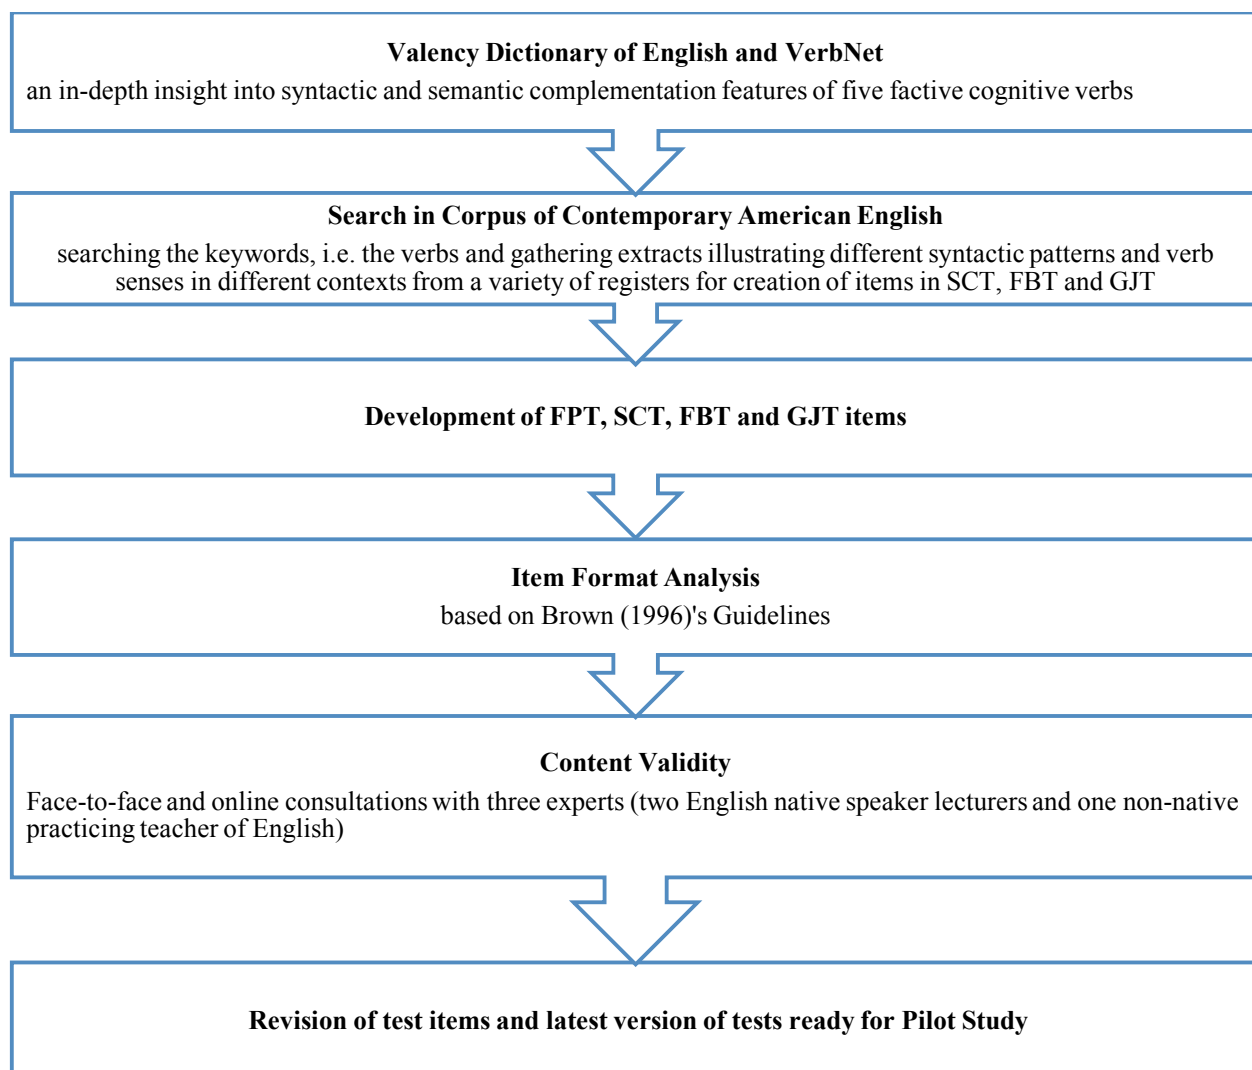 Valency Dictionary of English and VerbNet
an in-depth insight into syntactic and semantic complementation features of five factive cognitive verbs
Search in Corpus of Contemporary American English
searching the keywords, i.e. the verbs and gathering extracts illustrating different syntactic patterns and verb
senses in different contexts from a variety of registers for creation of items in SCT, FBT and GJT
Development of FPT, SCT, FBT and GJT items
Item Format Analysis
based on Brown (1996)'s Guidelines
Content Validity
Face-to-face and online consultations with three experts (two English native speaker lecturers and one non-native
practicing teacher of English)
Revision of test items and latest version of tests ready for Pilot Study